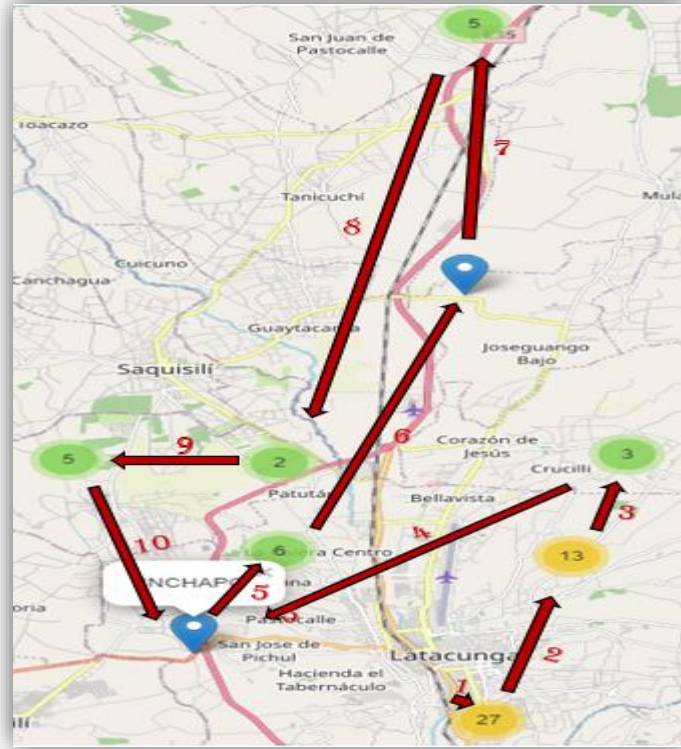 5
San Juan de
Pastocalle
7
Toacazo
Tanicuchí
8
Cuicuno
Guaytacama
Joseguango
Bajo
Saquisilí
6
9
5
2
Corazón de
Jesús
3
Crucilli
Patután
Bellavista
3
10
4
6
Centro
13
5
NCHAPO
Pastocalle
San Jose de
Pichul
Latacunga
2
Hacienda el
Tabernáculo
1
27